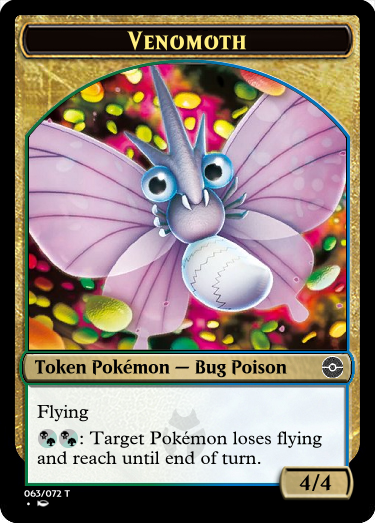 Venomoth
Token Pokémon — Bug Poison
Flying
: Target Pokémon loses flying
and reach until end of turn.
4/4
063/072 T